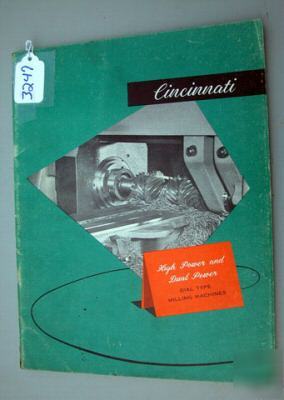 3247
Cincinnati
High Power and
Dual Power
DIAL TYPE
MILLING MACHINES